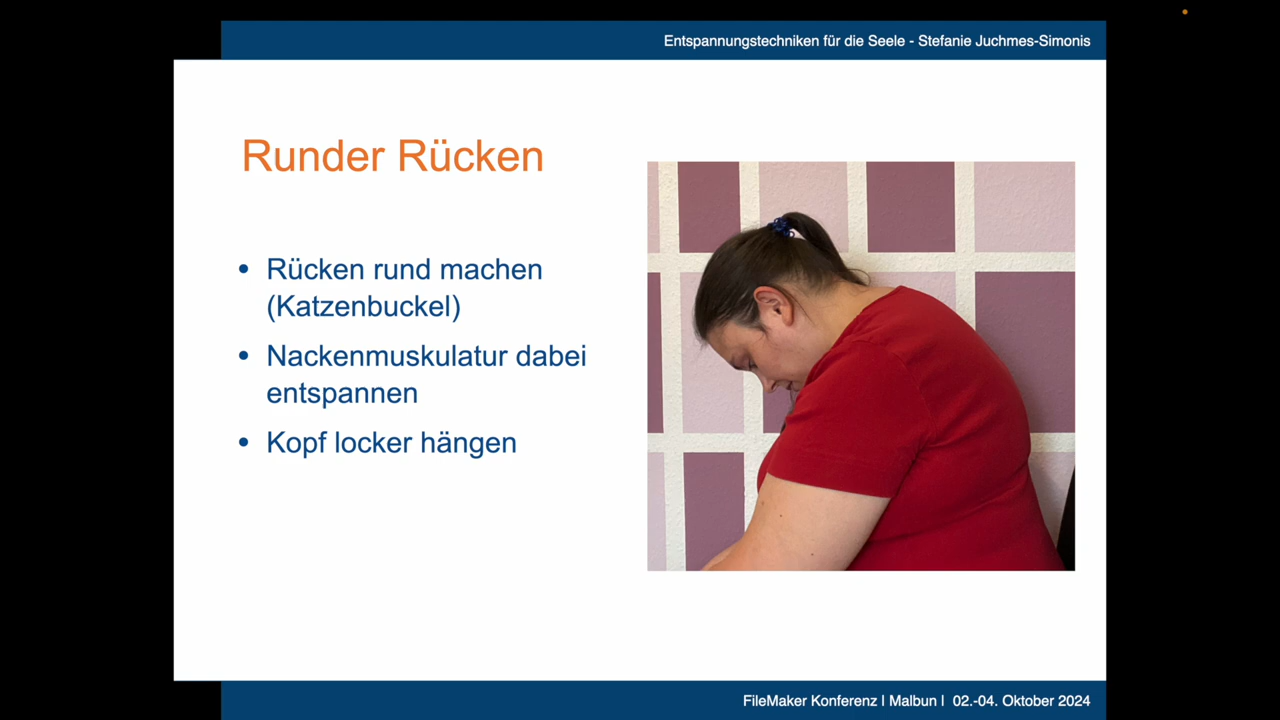 Entspannungstechniken für die Seele - Stefanie Juchmes-Simonis
Runder Rücken
• Rücken rund machen
(Katzenbuckel)
• Nackenmuskulatur dabei
entspannen
• Kopf locker hängen
FileMaker Konferenz | Malbun | 02.-04. Oktober 2024